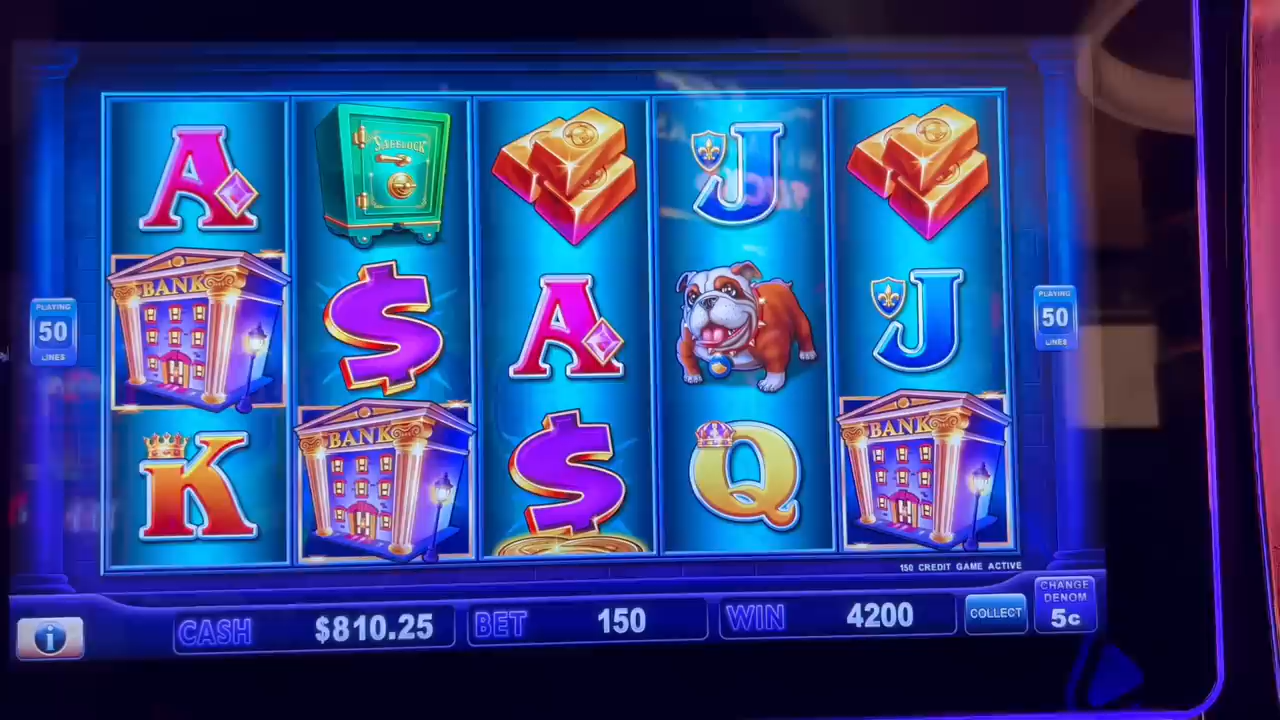 A
SAFELOCK
J
BANK
$
A
J
PLAYING
50
LINES
PLAYING
50
LINES
K
BANK
$
Q
BANK
150 CREDIT GAME ACTIVE
i
CASH $810.25
BET 150
WIN 4200
COLLECT
CHANGE
DENOM
5¢